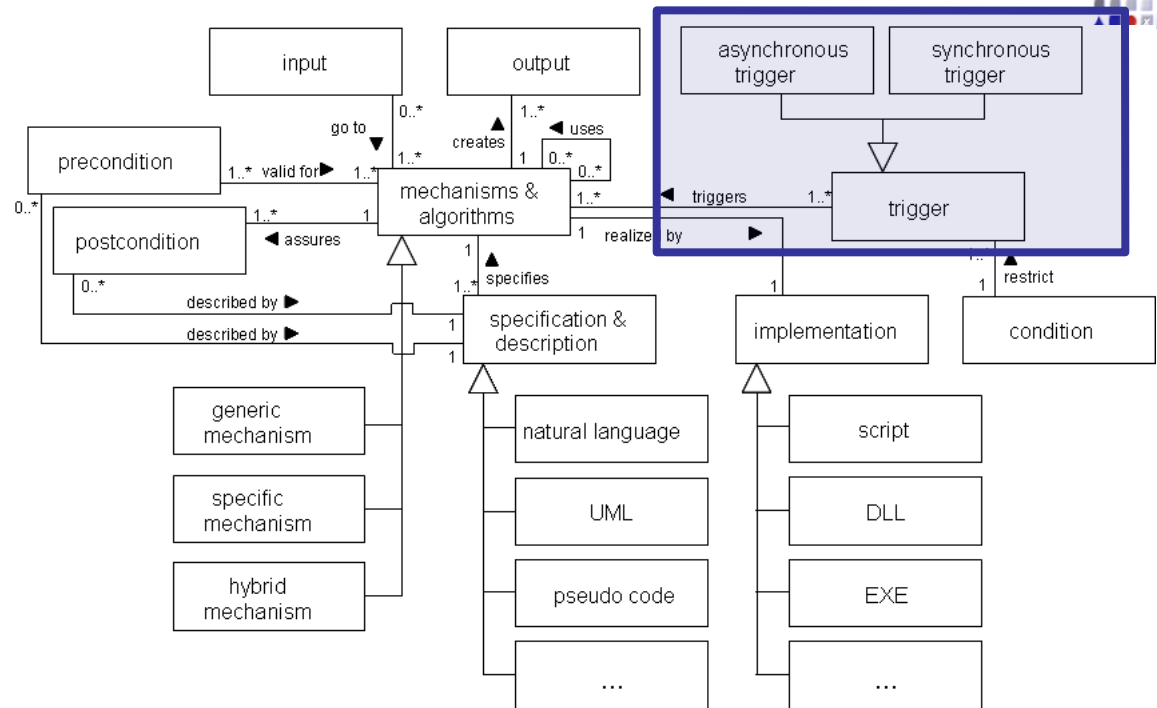 asynchronous
trigger
synchronous
trigger
input
output
0..*
1..*
go to
creates
uses
precondition
1..*
1
0..*
0..*
1..*
valid for
1..*
mechanisms &
algorithms
1..*
triggers
1..*
trigger
0..*
postcondition
1..*
1
assures
1
realized by
1
specifies
1..*
1
restrict
0..*
described by
1
specification &
description
1
implementation
1
condition
described by
1
generic
mechanism
natural language
script
specific
mechanism
UML
DLL
hybrid
mechanism
pseudo code
EXE
...
...